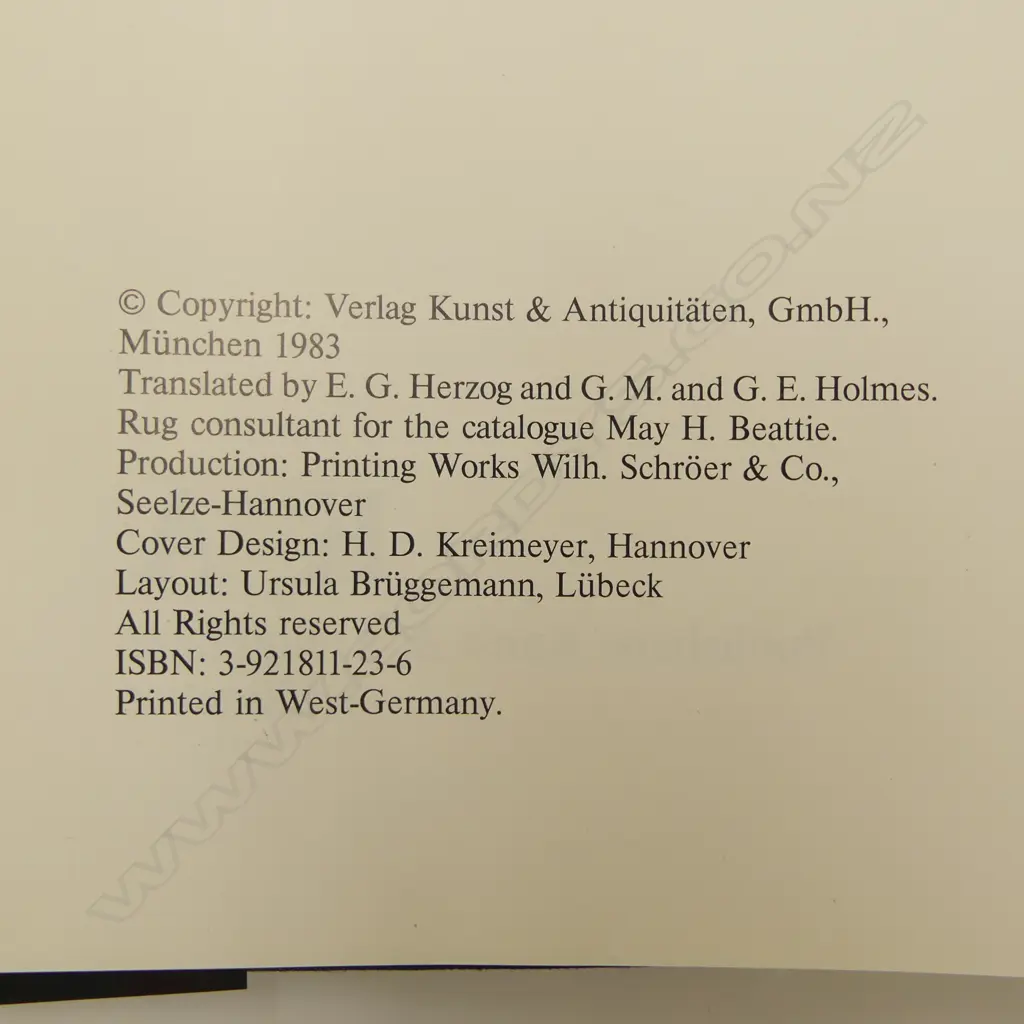 © Copyright: Verlag Kunst & Antiquitäten, GmbH.,
München 1983
Translated by E. G. Herzog and G. M. and G. E. Holmes.
Rug consultant for the catalogue May H. Beattie.
Production: Printing Works Wilh. Schröer & Co.,
Seelze-Hannover
Cover Design: H. D. Kreimeyer, Hannover
Layout: Ursula Brüggemann, Lübeck
All Rights reserved
ISBN: 3-921811-23-6
Printed in West-Germany.